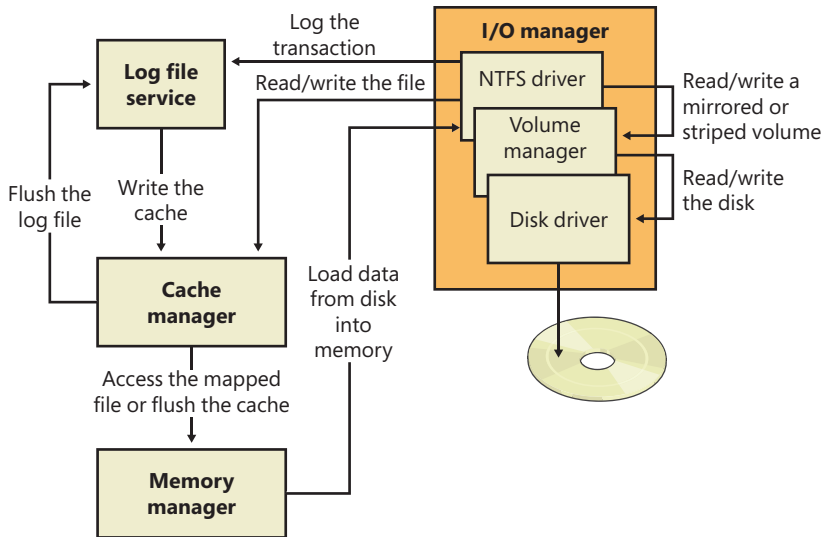 Log the
transaction
I/O manager
Log file
service
Read/write the file
NTFS driver
Read/write a
mirrored or
striped volume
Volume
manager
Flush the
log file
Write the
cache
Read/write
the disk
Disk driver
Cache
manager
Load data
from disk
into
memory
Access the mapped
file or flush the cache
Memory
manager